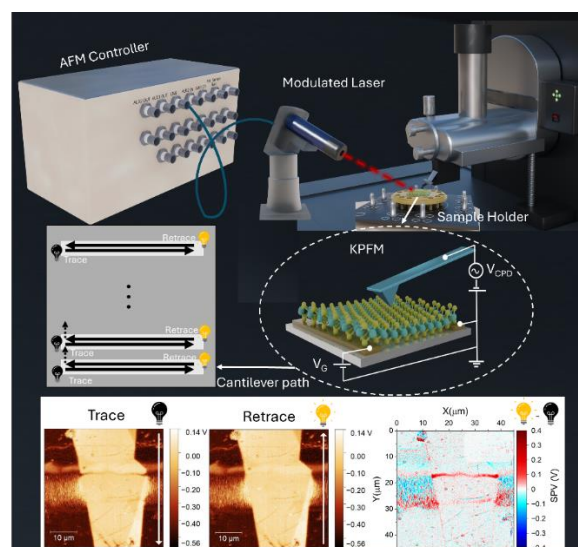 AFM Controller
Modulated Laser
Sample Holder
KPFM
Retrace
Trace
Retrace
Trace
Retrace
Trace
V_CPD
V_G
Cantilever path
Trace
Retrace
X(μm)
0 10 20 30 40
0.14 V
-0.10
-0.20
-0.30
-0.40
-0.56
10 μm
0.14 V
-0.10
-0.20
-0.30
-0.40
-0.56
10 μm
Y(μm)
0
10
20
30
40
0.4
0.3
0.2
0.1
0.0
-0.1
-0.2
-0.3
-0.4
SPV (V)